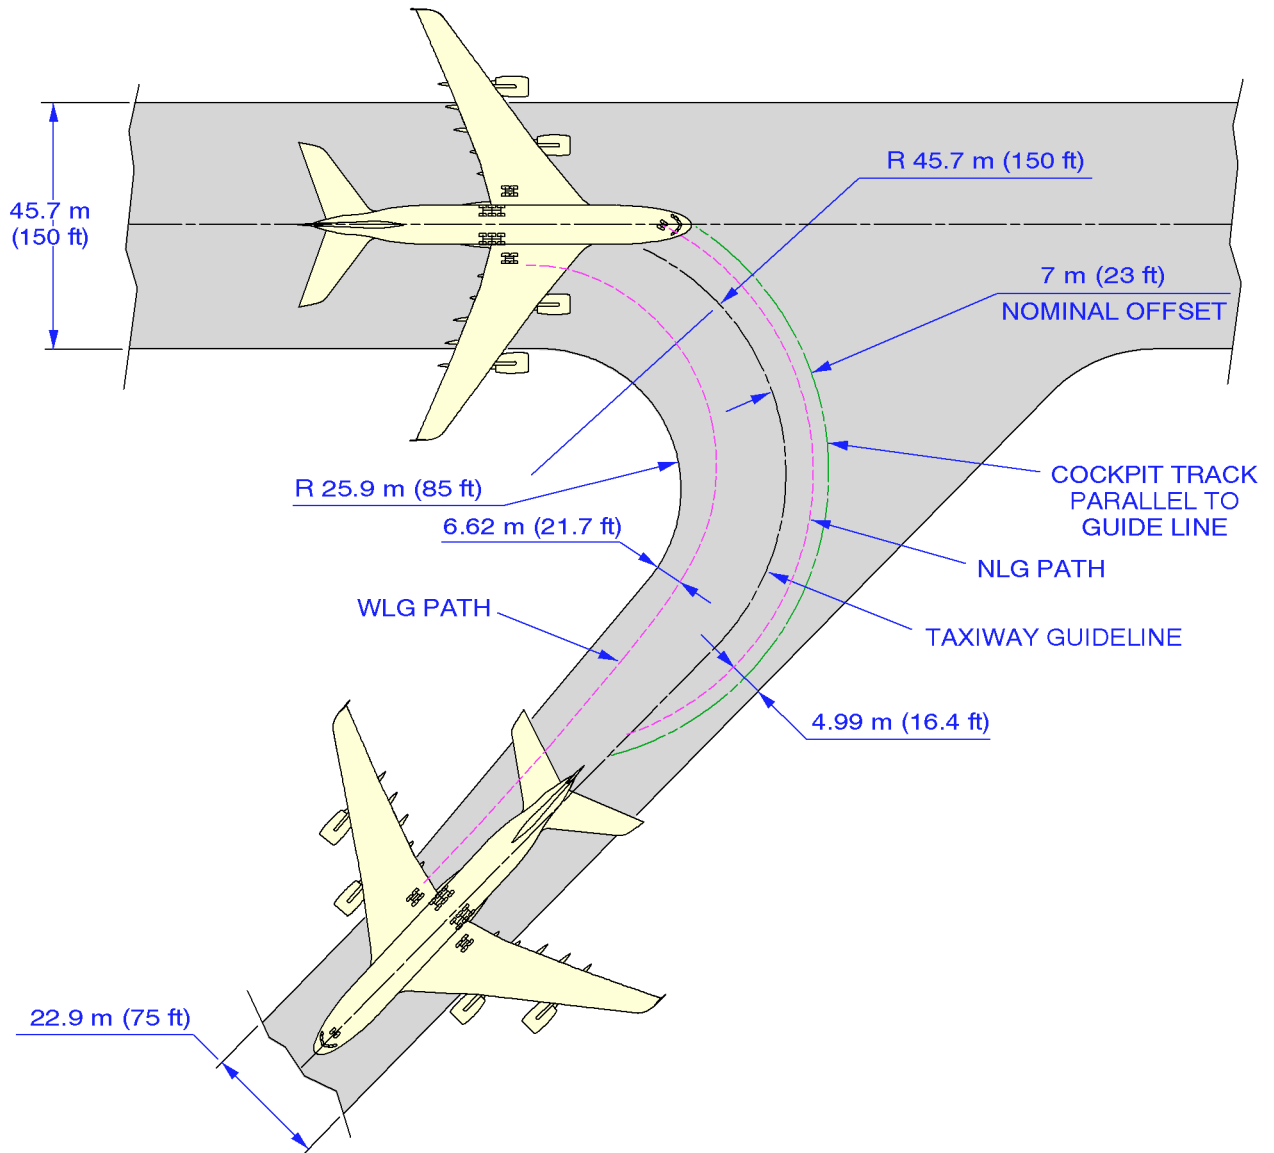 R 45.7 m (150 ft)
45.7 m
(150 ft)
7 m (23 ft)
NOMINAL OFFSET
R 25.9 m (85 ft)
COCKPIT TRACK
PARALLEL TO
GUIDE LINE
6.62 m (21.7 ft)
NLG PATH
WLG PATH
TAXIWAY GUIDELINE
4.99 m (16.4 ft)
22.9 m (75 ft)